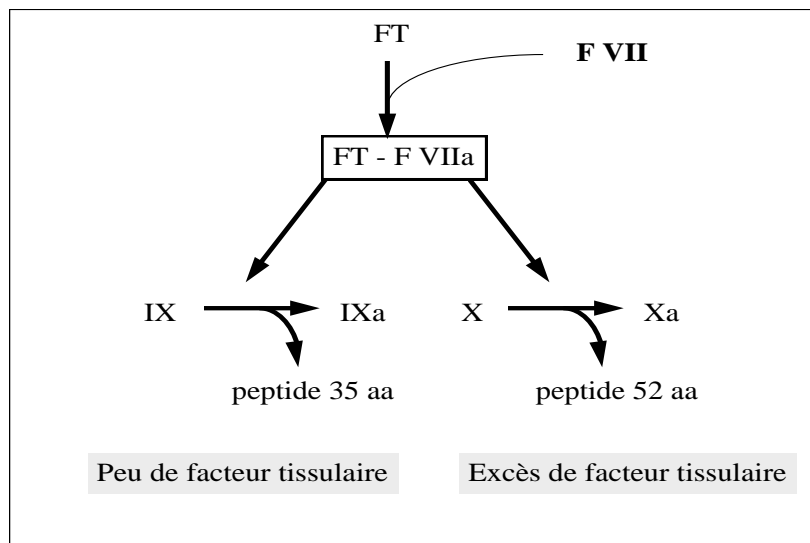 FT
F VII
FT - F VIIa
IX
IXa
X
Xa
peptide 35 aa
peptide 52 aa
Peu de facteur tissulaire
Excès de facteur tissulaire